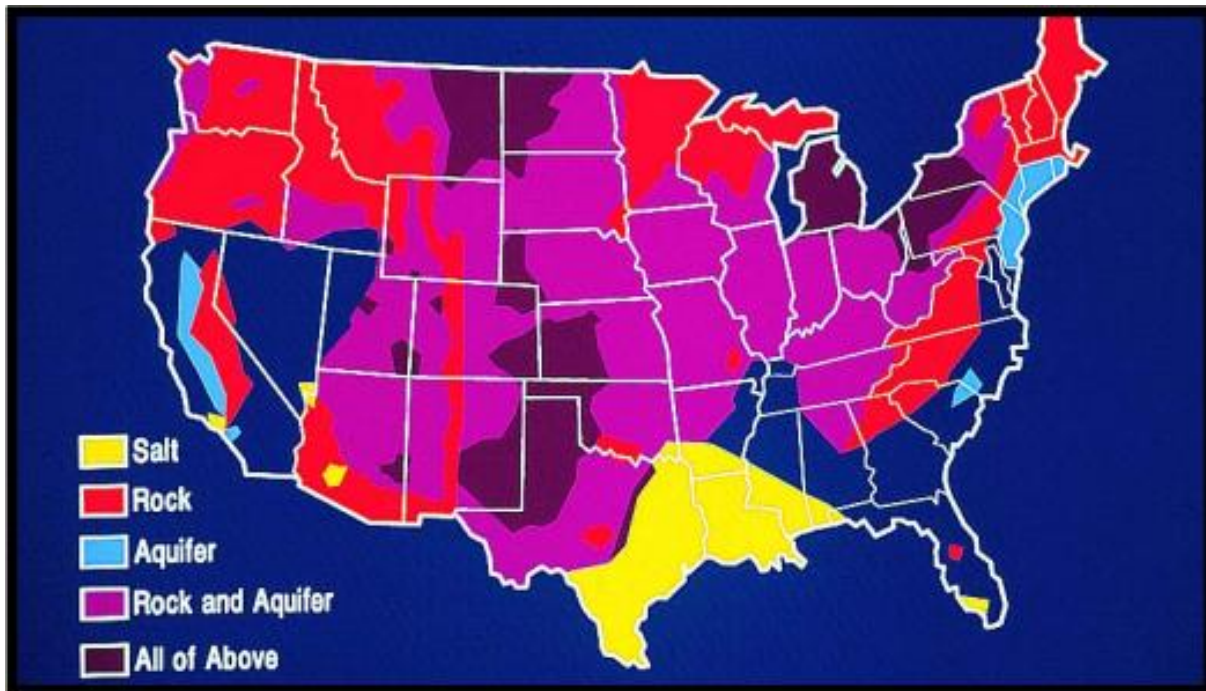 Salt
Rock
Aquifer
Rock and Aquifer
All of Above